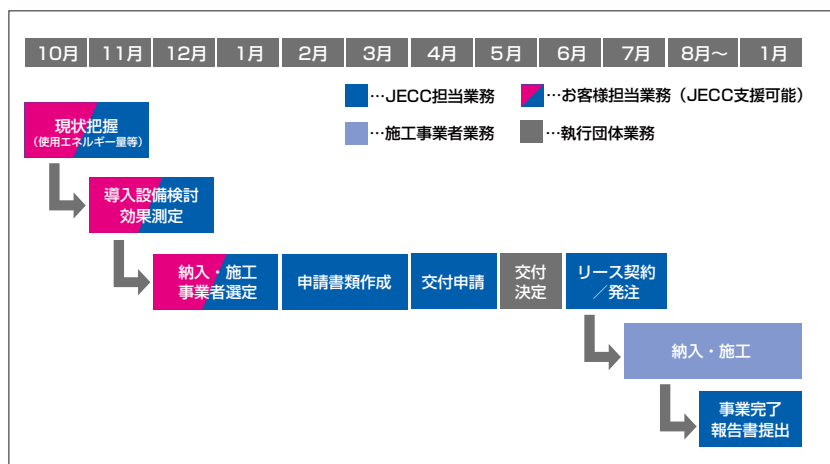 10月 11月 12月 1月 2月 3月 4月 5月 6月 7月 8月～ 1月
…JECC担当業務
…お客様担当業務（JECC支援可能）
…施工事業者業務
…執行団体業務
現状把握
（使用エネルギー量等）
導入設備検討
効果測定
納入・施工
事業者選定
申請書類作成
交付申請
交付
決定
リース契約
／発注
納入・施工
事業完了
報告書提出